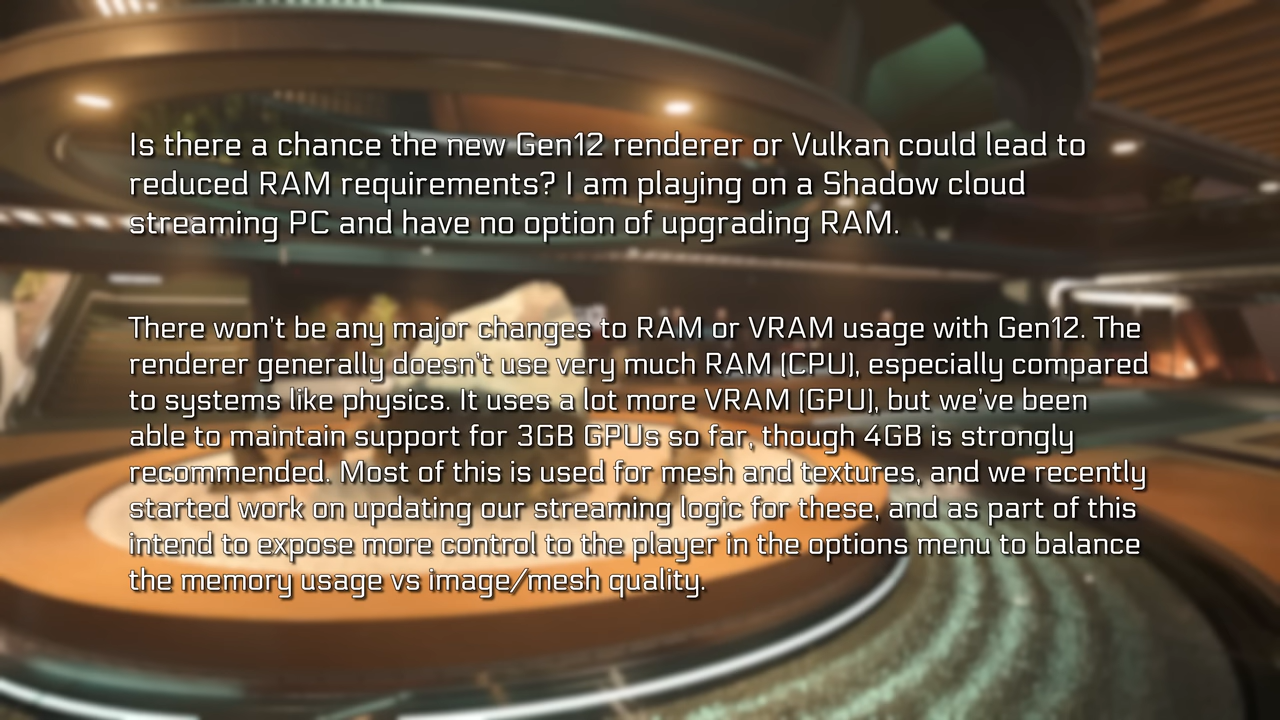 Is there a chance the new Gen12 renderer or Vulkan could lead to
reduced RAM requirements? I am playing on a Shadow cloud
streaming PC and have no option of upgrading RAM.
There won't be any major changes to RAM or VRAM usage with Gen12. The
renderer generally doesn't use very much RAM (CPU), especially compared
to systems like physics. It uses a lot more VRAM (GPU), but we've been
able to maintain support for 3GB GPUs so far, though 4GB is strongly
recommended. Most of this is used for mesh and textures, and we recently
started work on updating our streaming logic for these, and as part of this
intend to expose more control to the player in the options menu to balance
the memory usage vs image/mesh quality.